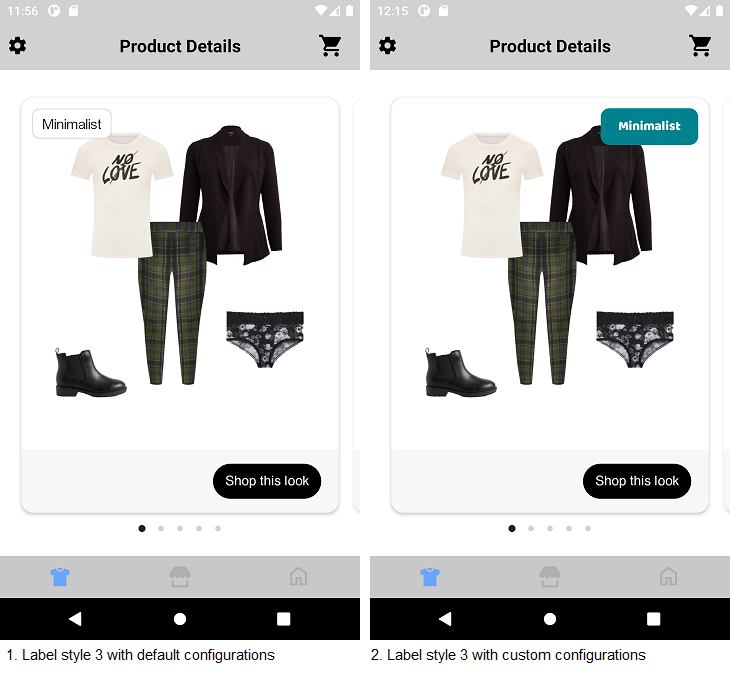 11:56
Product Details
Minimalist
NO
LOVE
Shop this look
1. Label style 3 with default configurations
12:15
Product Details
Minimalist
NO
LOVE
Shop this look
2. Label style 3 with custom configurations